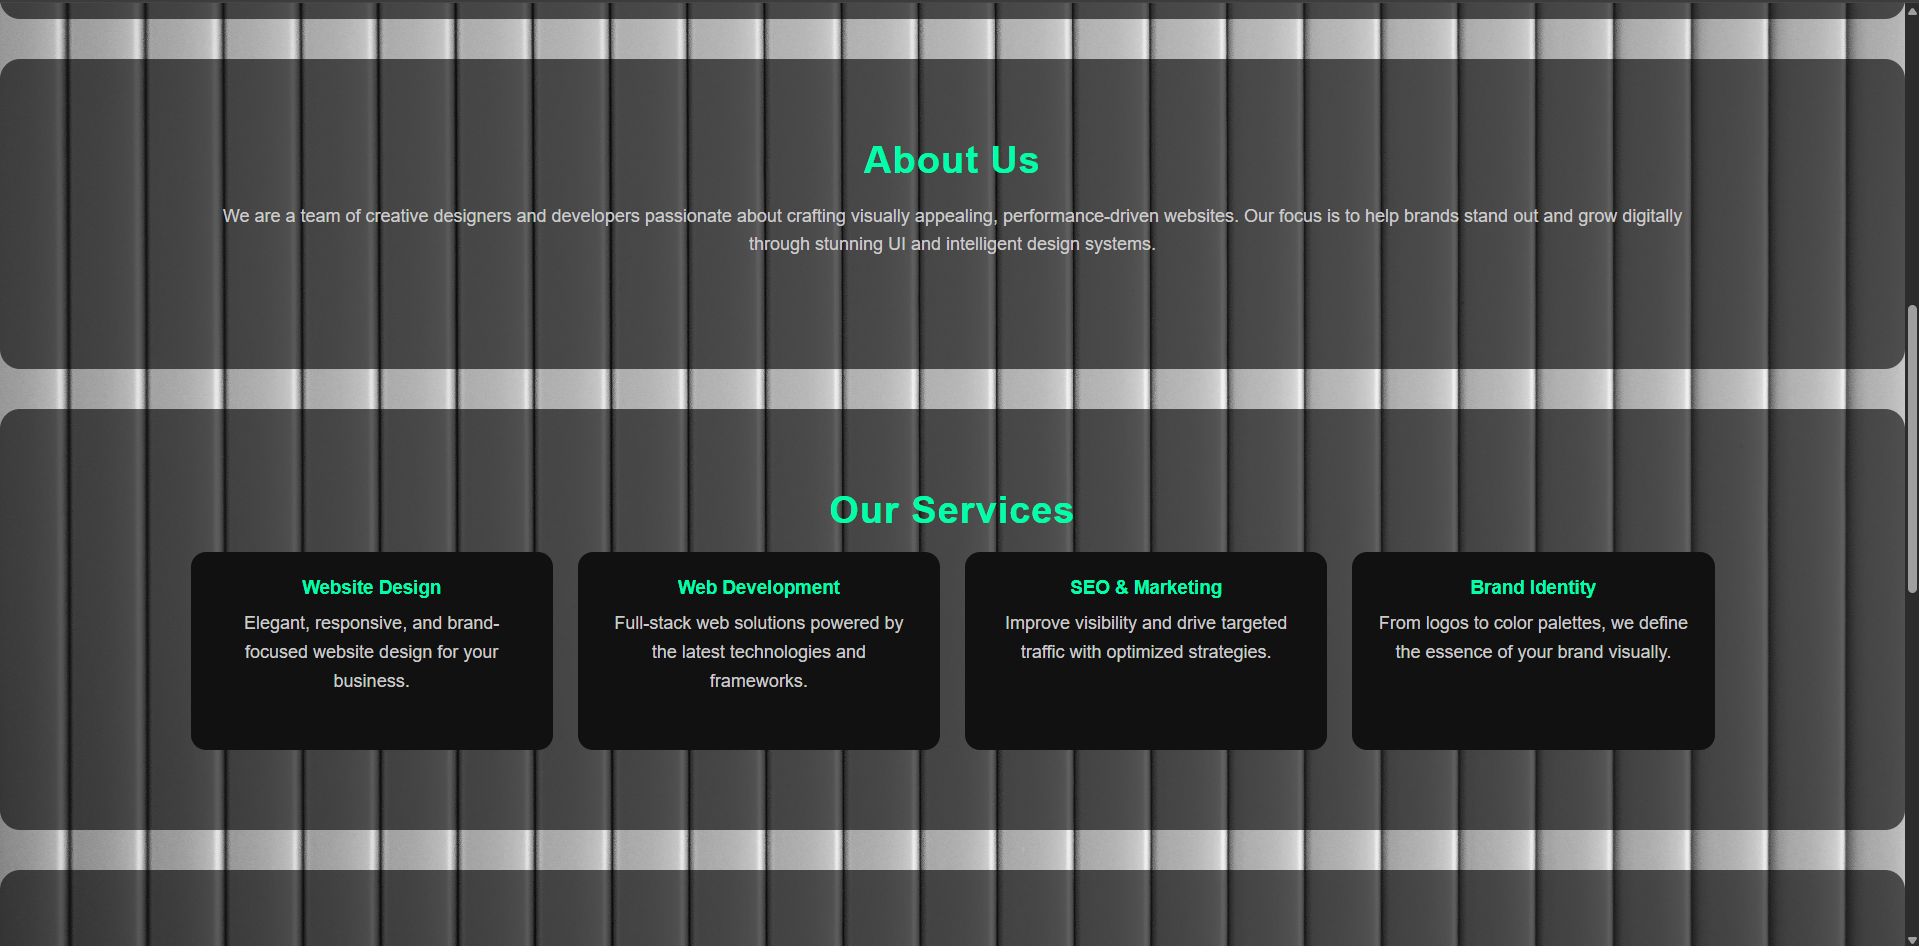 About Us
We are a team of creative designers and developers passionate about crafting visually appealing, performance-driven websites. Our focus is to help brands stand out and grow digitally
through stunning UI and intelligent design systems.
Our Services
Website Design
Elegant, responsive, and brand-
focused website design for your
business.
Web Development
Full-stack web solutions powered by
the latest technologies and
frameworks.
SEO & Marketing
Improve visibility and drive targeted
traffic with optimized strategies.
Brand Identity
From logos to color palettes, we define
the essence of your brand visually.